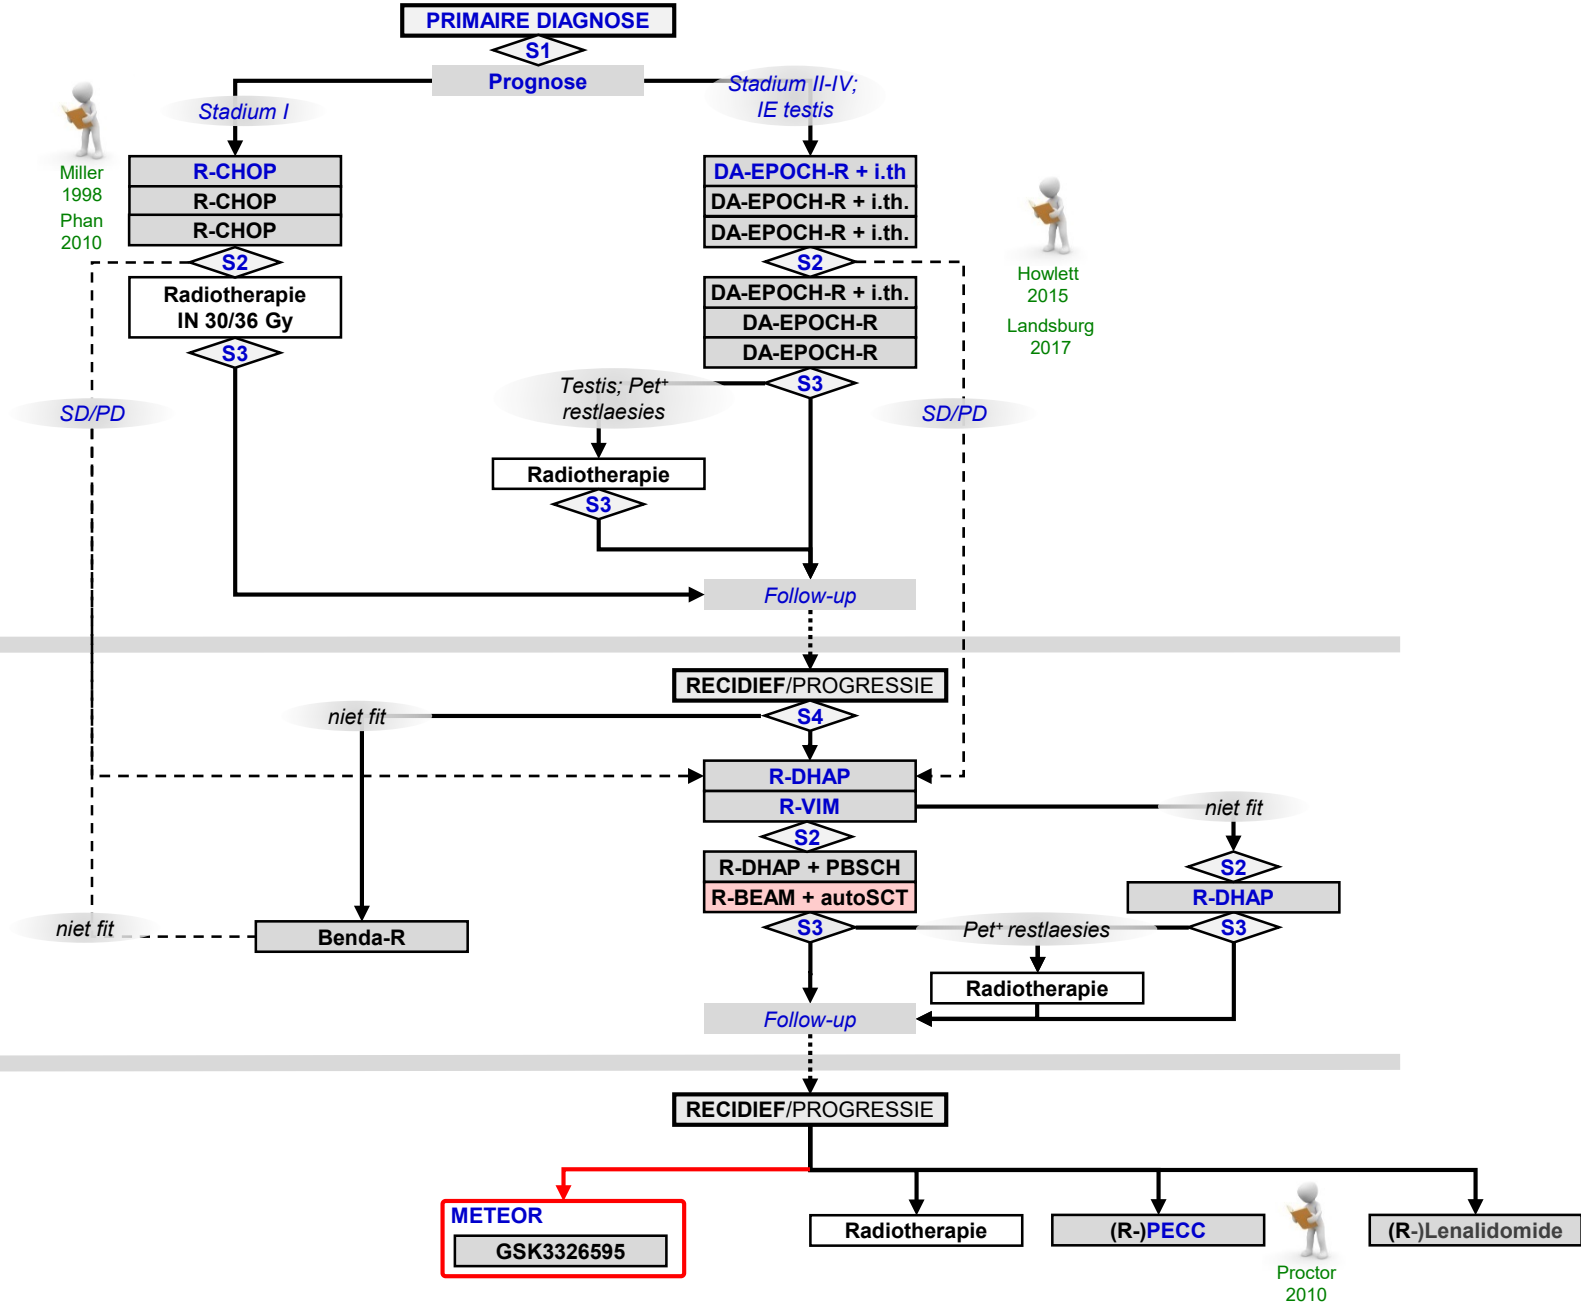 PRIMAIRE DIAGNOSE
S1
Prognose
Stadium I
Stadium II-IV;
IE testis
Miller
1998
Phan
2010
R-CHOP
R-CHOP
R-CHOP
S2
Radiotherapie
IN 30/36 Gy
S3
DA-EPOCH-R + i.th
DA-EPOCH-R + i.th.
DA-EPOCH-R + i.th.
S2
DA-EPOCH-R + i.th.
DA-EPOCH-R
DA-EPOCH-R
S3
Howlett
2015
Landsburg
2017
SD/PD
Testis; Pet+
restlaesies
SD/PD
Radiotherapie
S3
Follow-up
RECIDIEF/PROGRESSIE
niet fit
S4
R-DHAP
R-VIM
niet fit
S2
S2
R-DHAP + PBSCH
R-BEAM + autoSCT
R-DHAP
niet fit
Benda-R
S3
Pet+ restlaesies
S3
Radiotherapie
Follow-up
RECIDIEF/PROGRESSIE
METEOR
GSK3326595
Radiotherapie
(R-)PECC
(R-)Lenalidomide
Proctor
2010